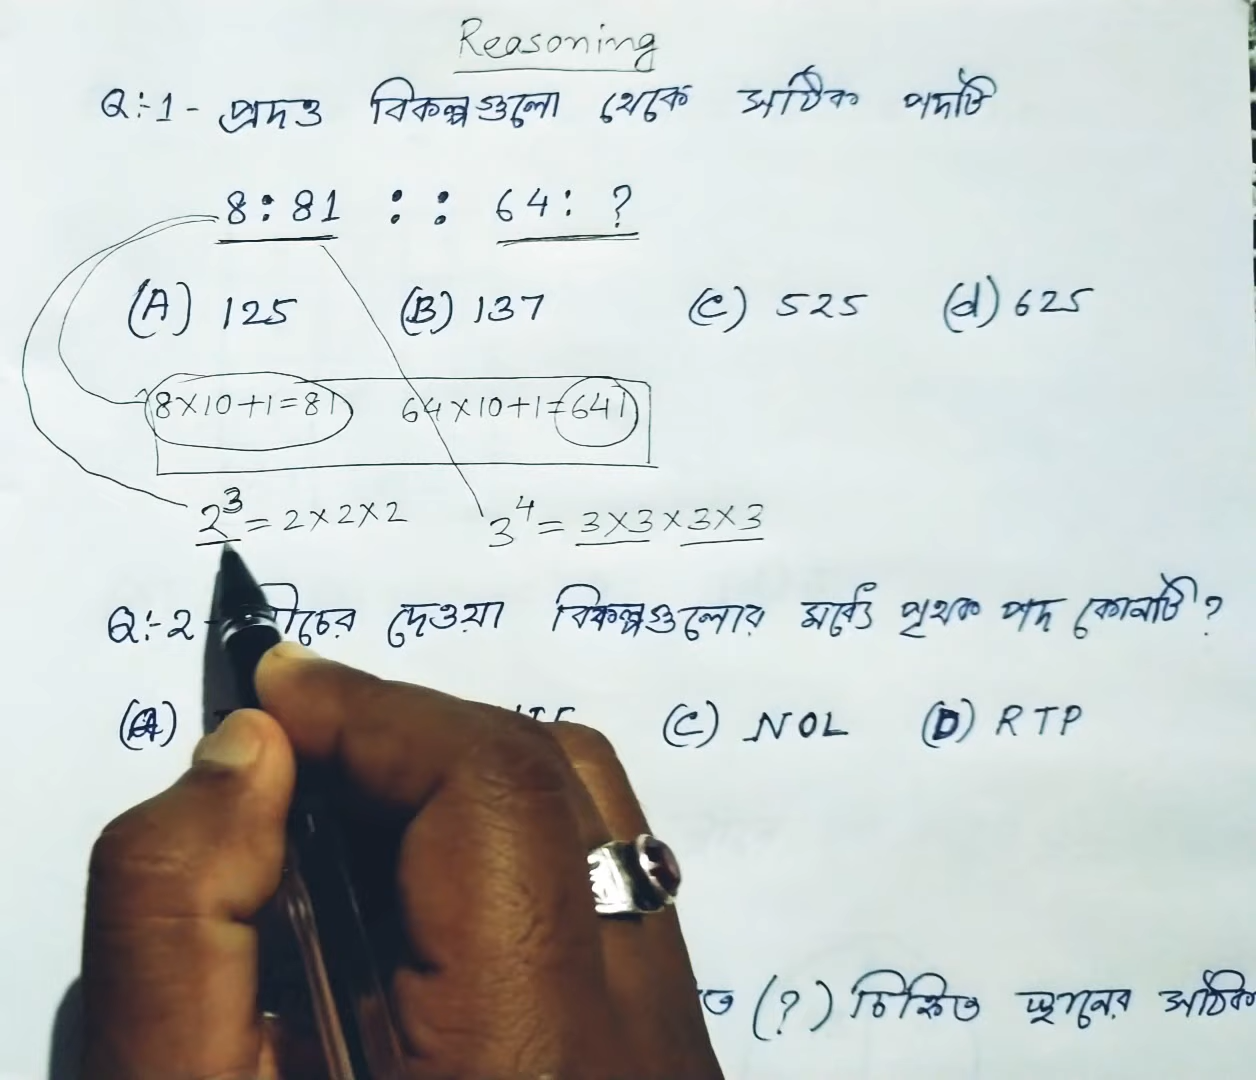 Reasoning
Q:-1- প্রদত্ত বিকল্পগুলো থেকে সঠিক পদটি
8:81 :: 64: ?
(A) 125 (B) 137 (c) 525 (d) 625
8×10+1=81 64×10+1=641
2³ = 2×2×2 3⁴ = 3×3×3×3
Q:-2- নীচের দেওয়া বিকল্পগুলোর মধ্যে পৃথক পদ কোনটি?
(A) (C) NOL (D) RTP
(?) চিহ্নিত স্থানের সঠিক